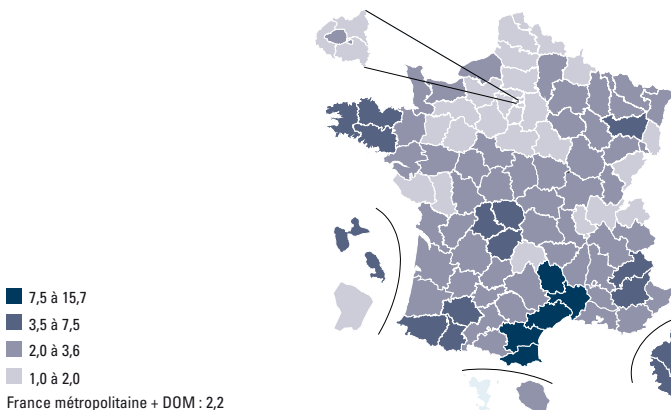 7,5 à 15,7
3,5 à 7,5
2,0 à 3,6
1,0 à 2,0
France métropolitaine + DOM : 2,2